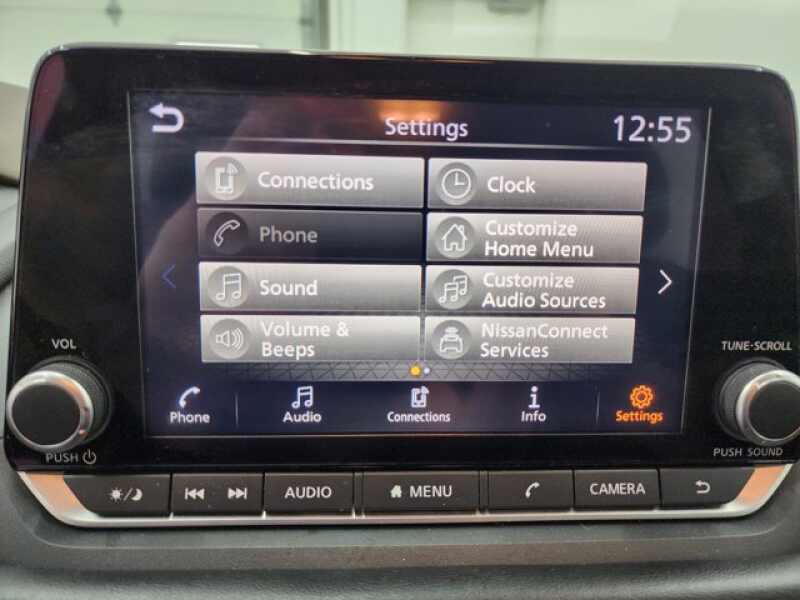 Settings
12:55
Connections
Clock
Phone
Customize
Home Menu
Sound
Customize
Audio Sources
Volume &
Beeps
NissanConnect
Services
VOL
TUNE·SCROLL
Phone
Audio
Connections
Info
Settings
PUSH
PUSH SOUND
AUDIO
MENU
CAMERA